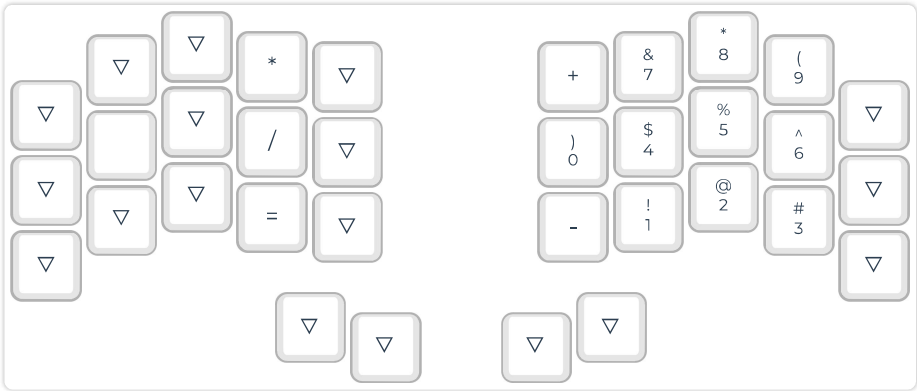 ▽ ▽ ▽ * ▽ + & 7 * 8 ( 9 ▽
▽ ▽ / ▽ ) 0 $ 4 % 5 ^ 6 ▽
▽ ▽ ▽ = ▽ - ! 1 @ 2 # 3 ▽
▽ ▽ ▽ ▽